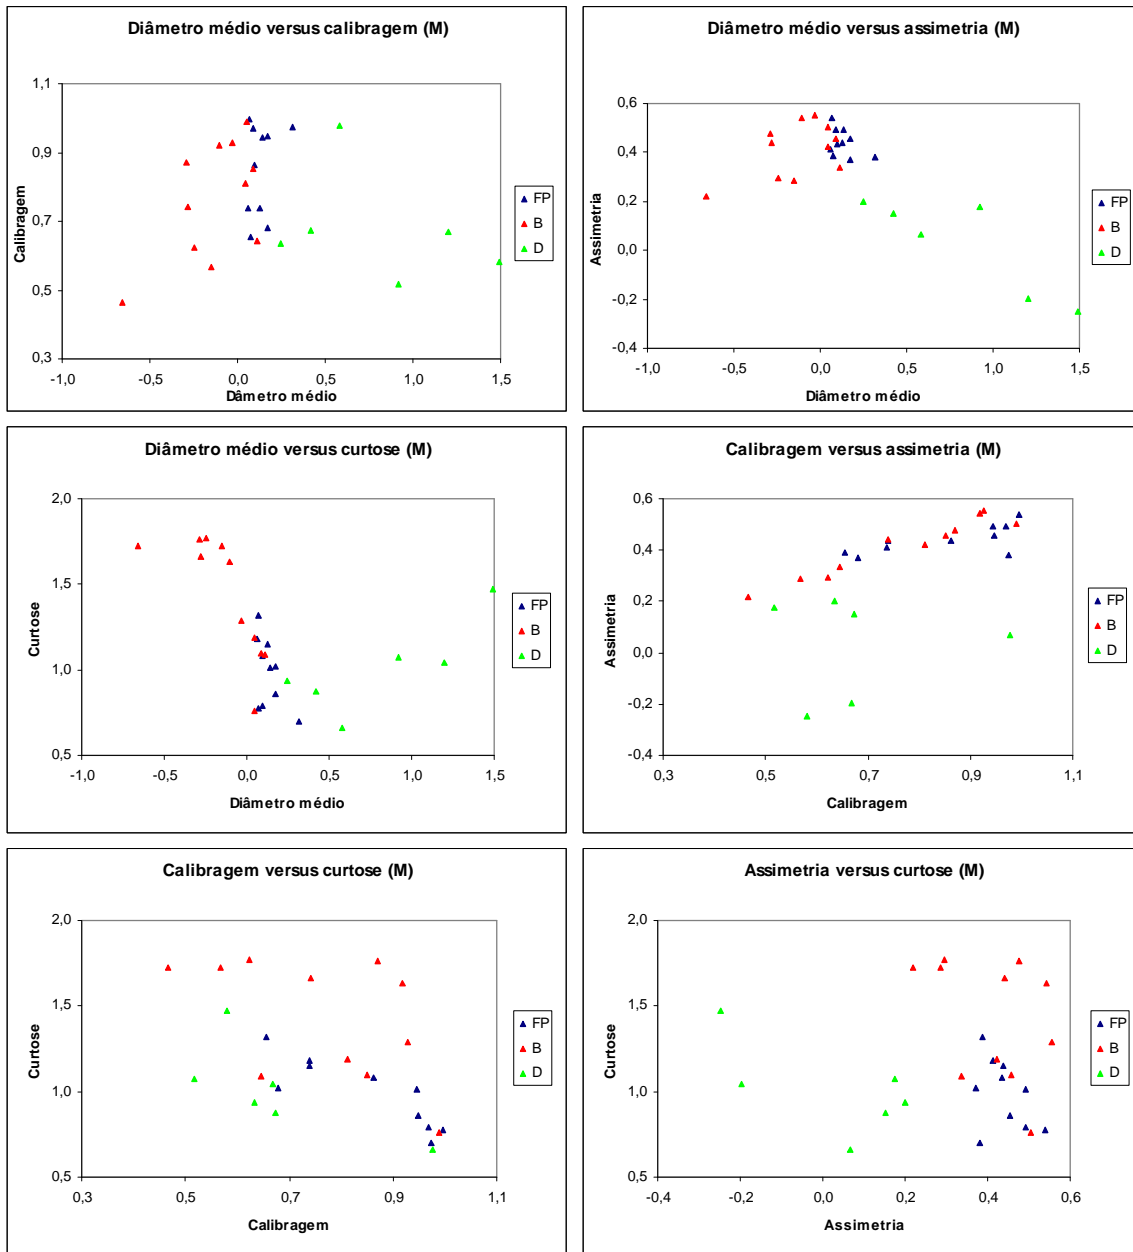 Diâmetro médio versus calibragem (M)
1,1
0,9
0,7
0,5
0,3
Calibragem
-1,0 -0,5 0,0 0,5 1,0 1,5
Dâmetro médio
FP
B
D
Diâmetro médio versus assimetria (M)
0,6
0,4
0,2
0,0
-0,2
-0,4
Assimetria
-1,0 -0,5 0,0 0,5 1,0 1,5
Diâmetro médio
FP
B
D
Diâmetro médio versus curtose (M)
2,0
1,5
1,0
0,5
Curtose
-1,0 -0,5 0,0 0,5 1,0 1,5
Diâmetro médio
FP
B
D
Calibragem versus assimetria (M)
0,6
0,4
0,2
0,0
-0,2
-0,4
Assimetria
0,3 0,5 0,7 0,9 1,1
Calibragem
FP
B
D
Calibragem versus curtose (M)
2,0
1,5
1,0
0,5
Curtose
0,3 0,5 0,7 0,9 1,1
Calibragem
FP
B
D
Assimetria versus curtose (M)
2,0
1,5
1,0
0,5
Curtose
-0,4 -0,2 0,0 0,2 0,4 0,6
Assimetria
FP
B
D